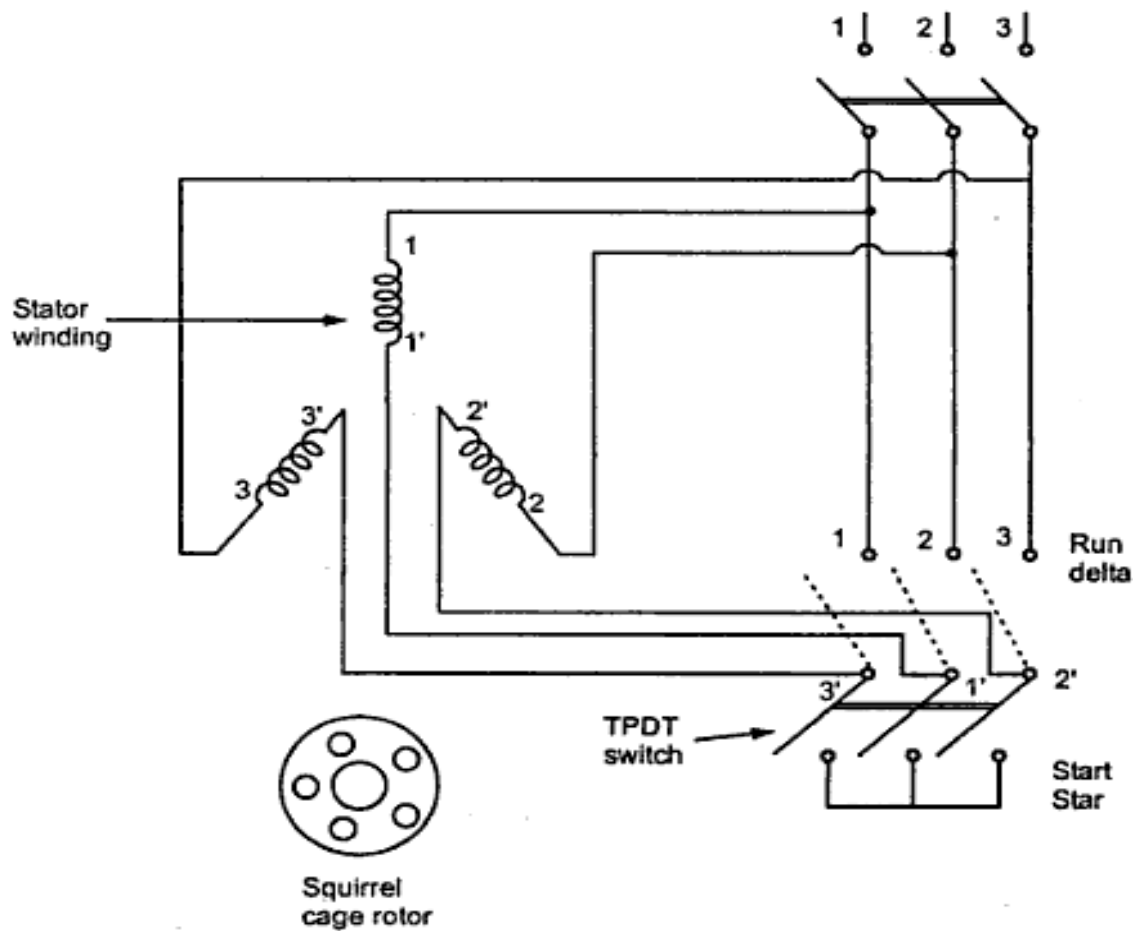 1 2 3
1
Stator
winding
1'
3' 2'
3 2
1 2 3
Run
delta
3' 1' 2'
TPDT
switch
Start
Star
Squirrel
cage rotor